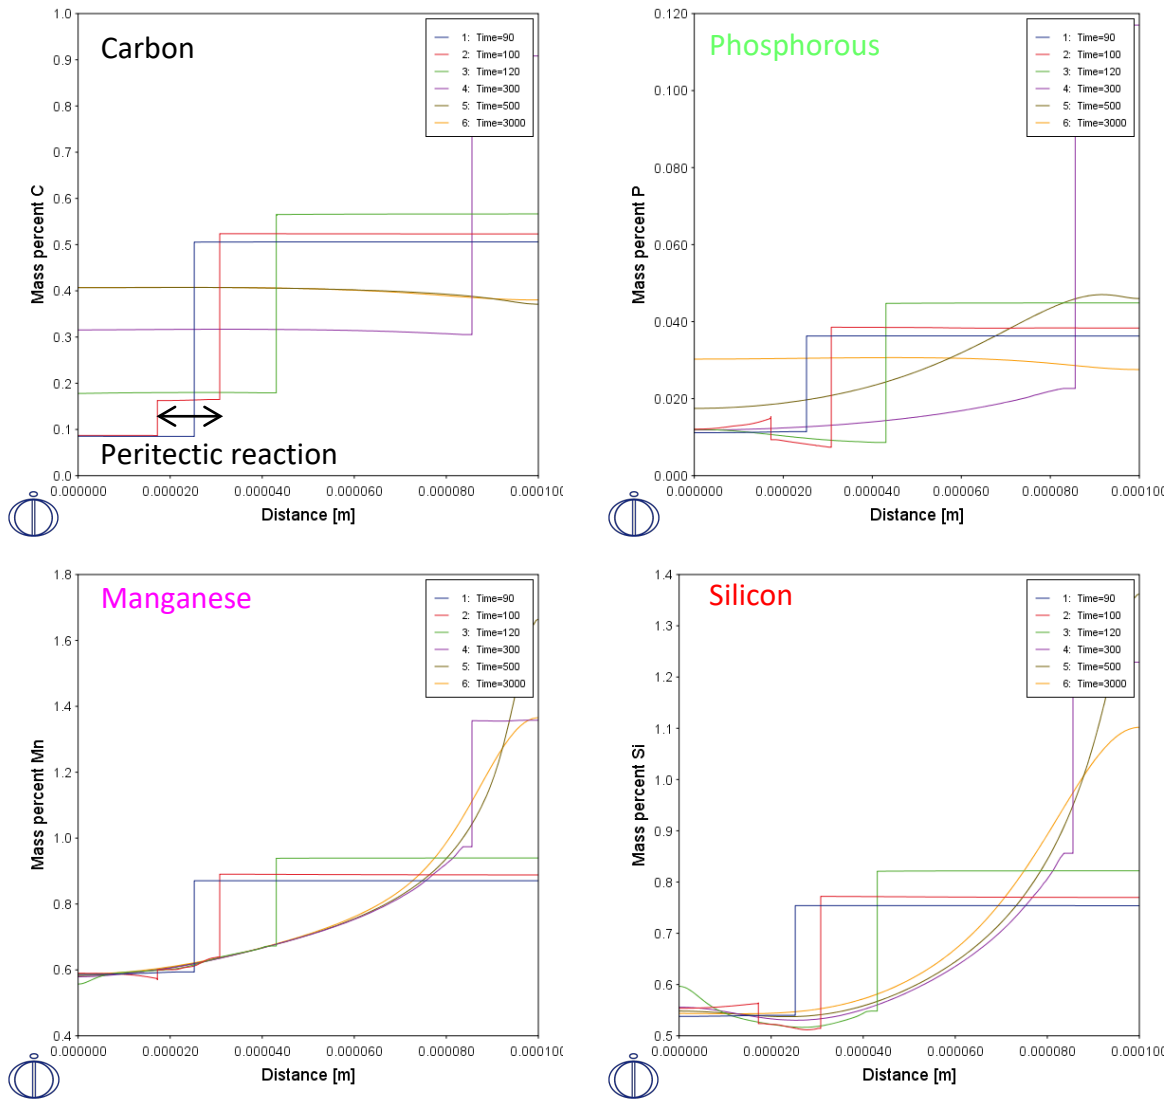 Carbon
1.0
0.9
0.8
0.7
0.6
0.5
0.4
0.3
0.2
0.1
0.0
Mass percent C
1: Time=90
2: Time=100
3: Time=120
4: Time=300
5: Time=500
6: Time=3000
Peritectic reaction
0.000000 0.000020 0.000040 0.000060 0.000080 0.000100
Distance [m]
Phosphorous
0.120
0.100
0.080
0.060
0.040
0.020
0.000
Mass percent P
1: Time=90
2: Time=100
3: Time=120
4: Time=300
5: Time=500
6: Time=3000
0.000000 0.000020 0.000040 0.000060 0.000080 0.000100
Distance [m]
Manganese
1.8
1.6
1.4
1.2
1.0
0.8
0.6
0.4
Mass percent Mn
1: Time=90
2: Time=100
3: Time=120
4: Time=300
5: Time=500
6: Time=3000
0.000000 0.000020 0.000040 0.000060 0.000080 0.000100
Distance [m]
Silicon
1.4
1.3
1.2
1.1
1.0
0.9
0.8
0.7
0.6
0.5
Mass percent Si
1: Time=90
2: Time=100
3: Time=120
4: Time=300
5: Time=500
6: Time=3000
0.000000 0.000020 0.000040 0.000060 0.000080 0.000100
Distance [m]